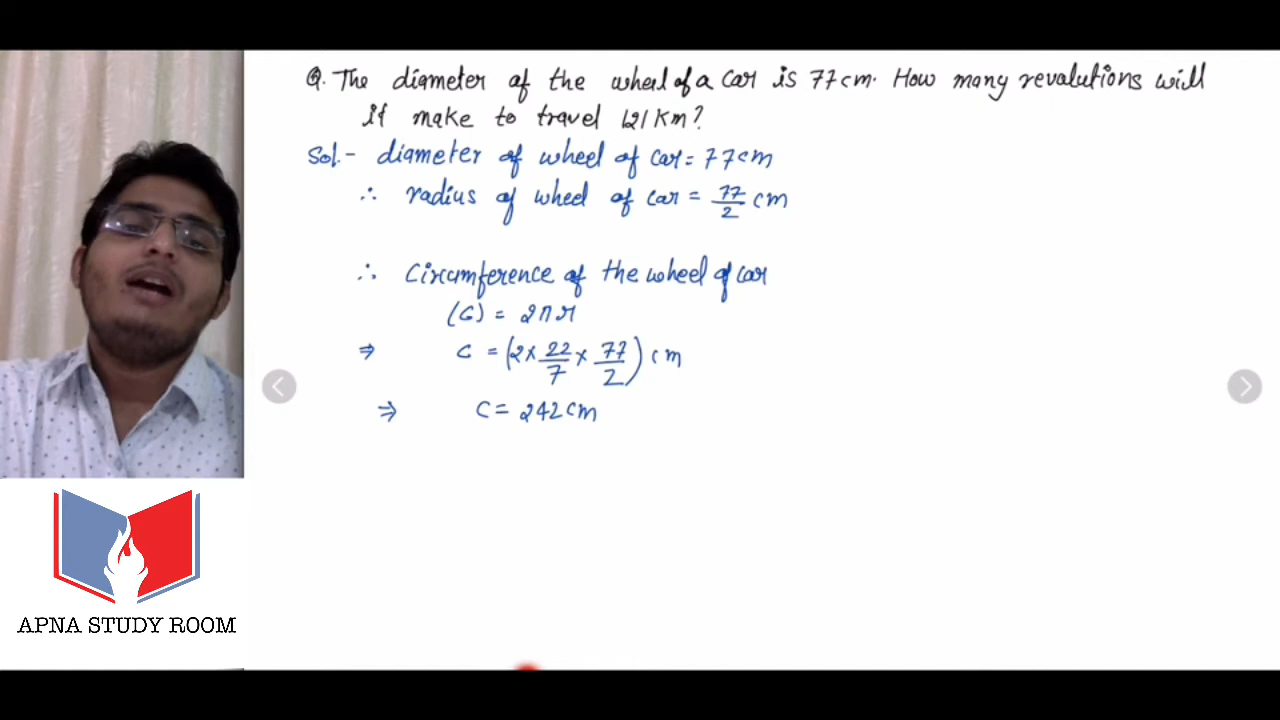 Q. The diameter of the wheel of a car is 77cm. How many revalutions will
it make to travel 121km?
Sol.- diameter of wheel of car = 77cm
∴ radius of wheel of car = 77/2 cm
∴ Circumference of the wheel of car
(C) = 2πr
⇒ C = (2 × 22/7 × 77/2) cm
⇒ C = 242cm
APNA STUDY ROOM